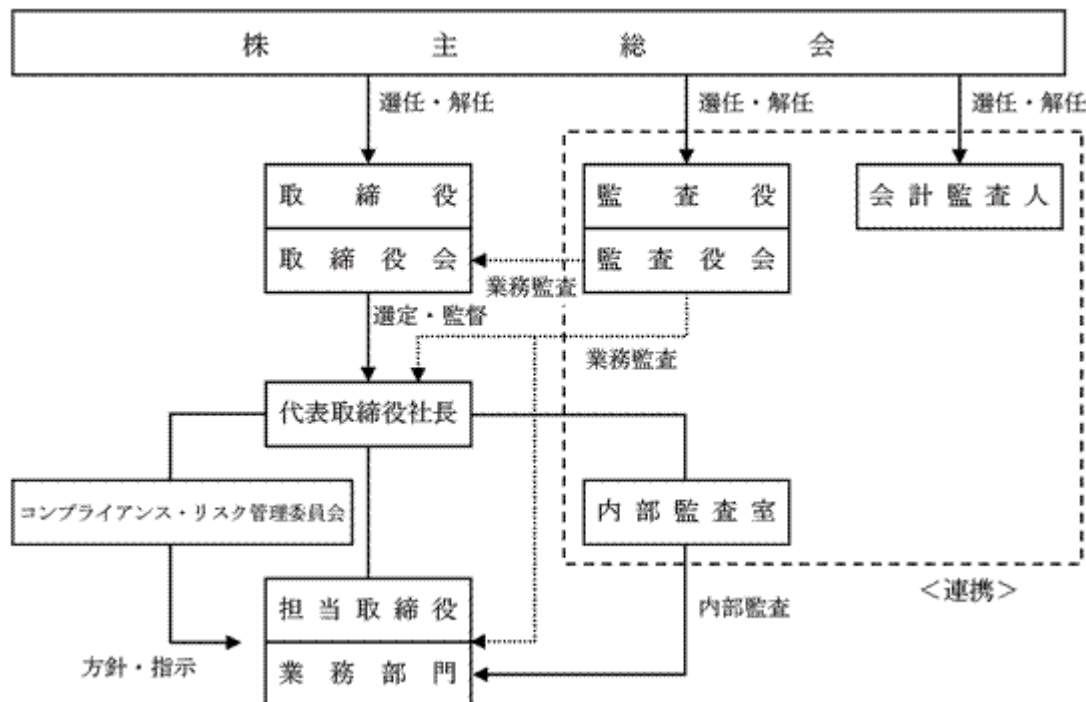 株主総会
選任・解任
選任・解任
選任・解任
取締役
監査役
会計監査人
取締役会
監査役会
業務監査
選定・監督
業務監査
代表取締役社長
コンプライアンス・リスク管理委員会
内部監査室
＜連携＞
担当取締役
内部監査
方針・指示
業務部門